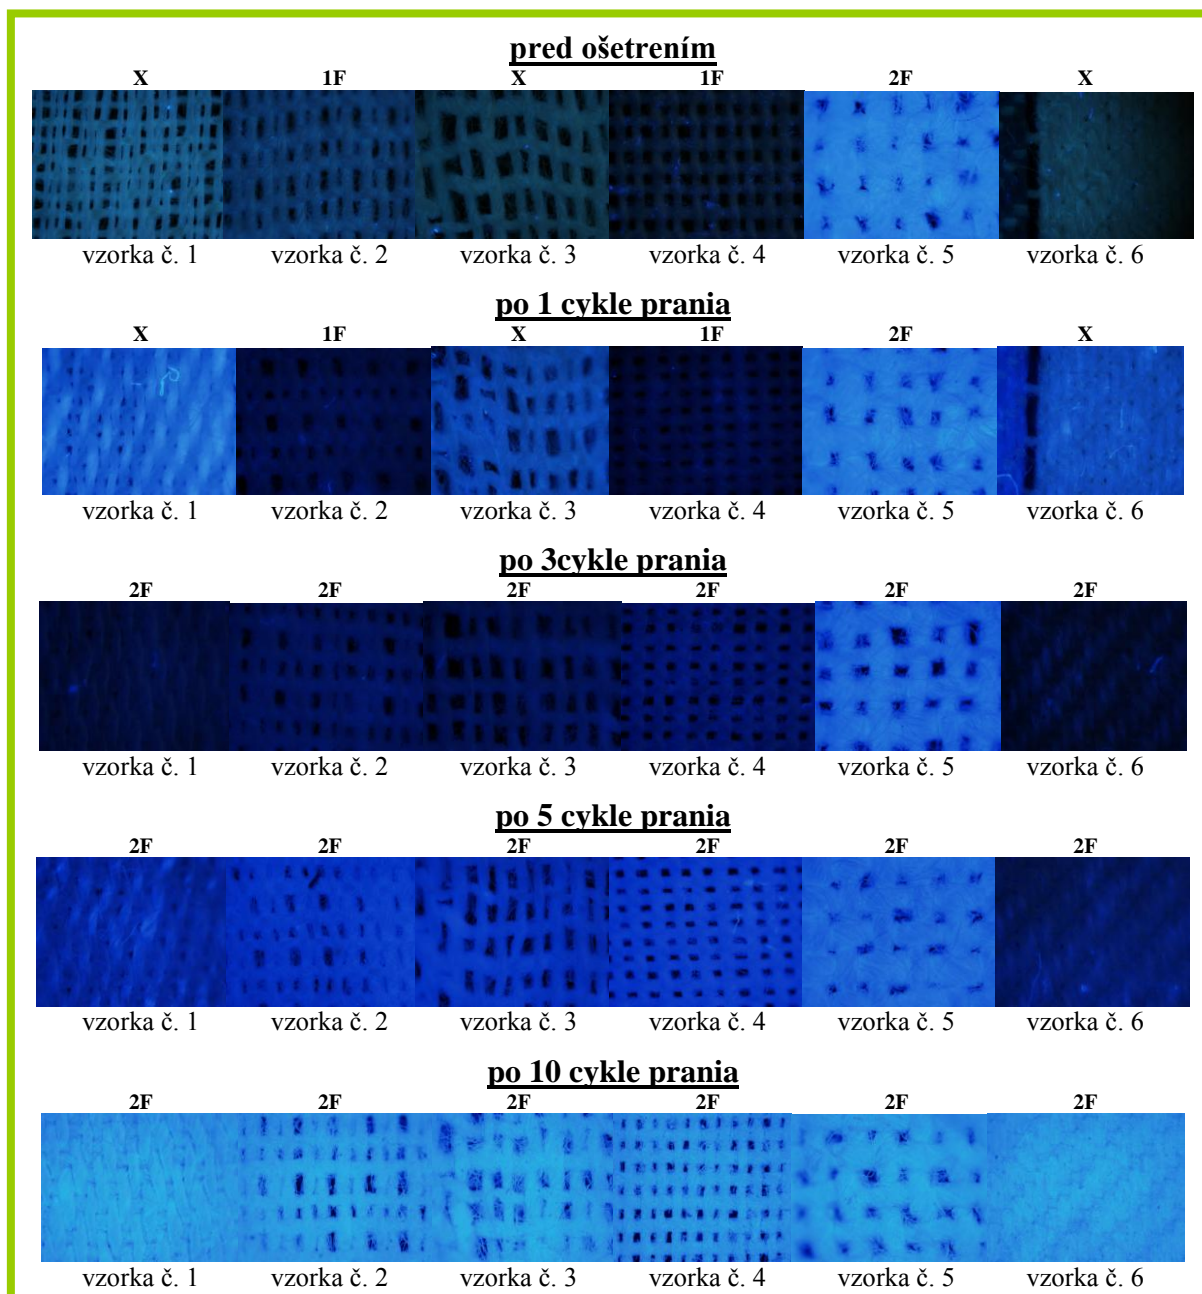 pred ošetrením
X 1F X 1F 2F X
vzorka č. 1 vzorka č. 2 vzorka č. 3 vzorka č. 4 vzorka č. 5 vzorka č. 6
po 1 cykle prania
X 1F X 1F 2F X
vzorka č. 1 vzorka č. 2 vzorka č. 3 vzorka č. 4 vzorka č. 5 vzorka č. 6
po 3cykle prania
2F 2F 2F 2F 2F 2F
vzorka č. 1 vzorka č. 2 vzorka č. 3 vzorka č. 4 vzorka č. 5 vzorka č. 6
po 5 cykle prania
2F 2F 2F 2F 2F 2F
vzorka č. 1 vzorka č. 2 vzorka č. 3 vzorka č. 4 vzorka č. 5 vzorka č. 6
po 10 cykle prania
2F 2F 2F 2F 2F 2F
vzorka č. 1 vzorka č. 2 vzorka č. 3 vzorka č. 4 vzorka č. 5 vzorka č. 6